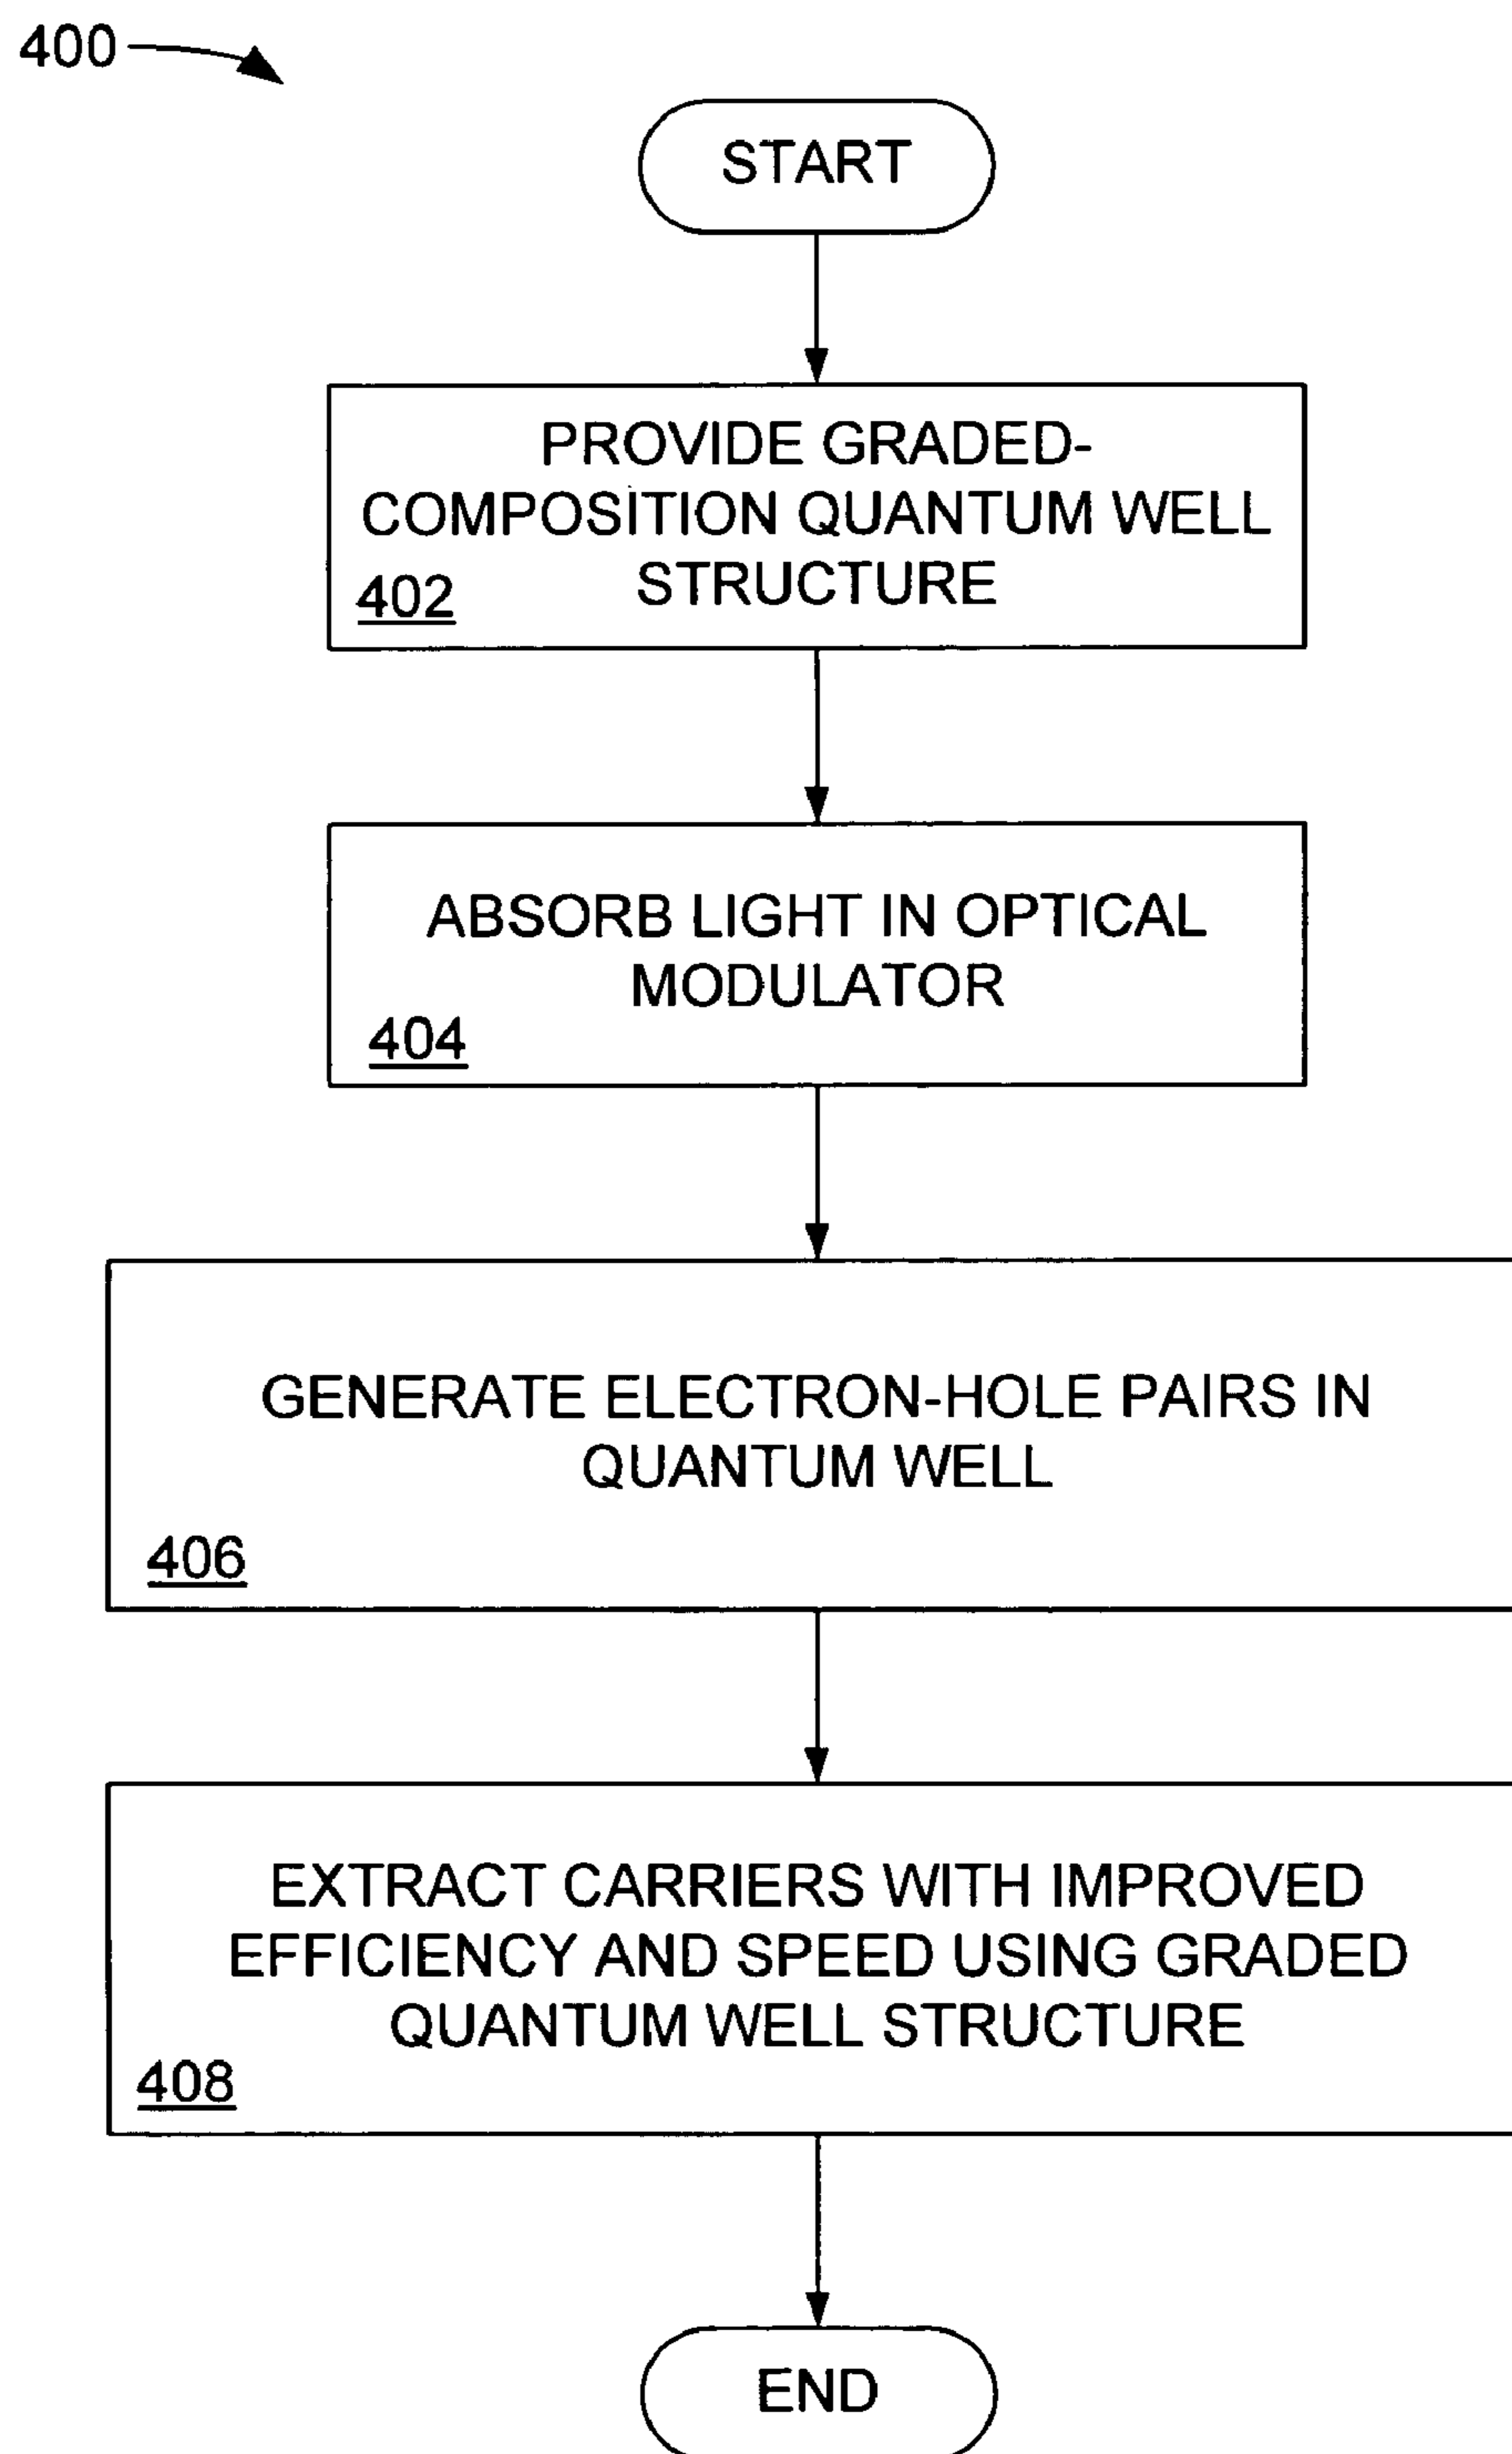 400
START
PROVIDE GRADED-
COMPOSITION QUANTUM WELL
STRUCTURE
402
ABSORB LIGHT IN OPTICAL
MODULATOR
404
GENERATE ELECTRON-HOLE PAIRS IN
QUANTUM WELL
406
EXTRACT CARRIERS WITH IMPROVED
EFFICIENCY AND SPEED USING GRADED
QUANTUM WELL STRUCTURE
408
END